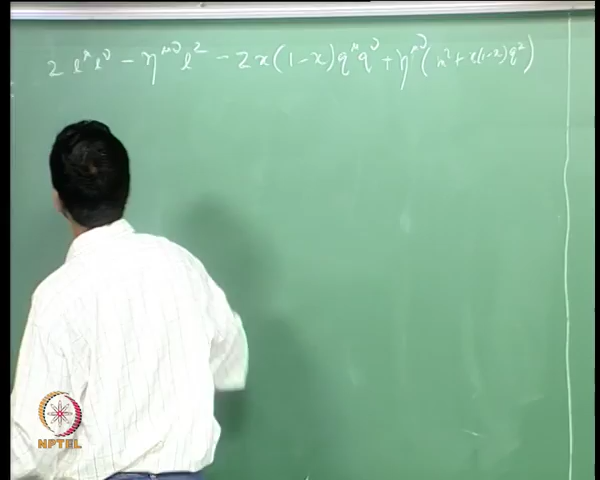 2 ℓ^μ ℓ^ν − η^{μν} ℓ^2 − 2x(1−x) q^μ q^ν + η^{μν}(m^2 + x(1−x)q^2)
NPTEL